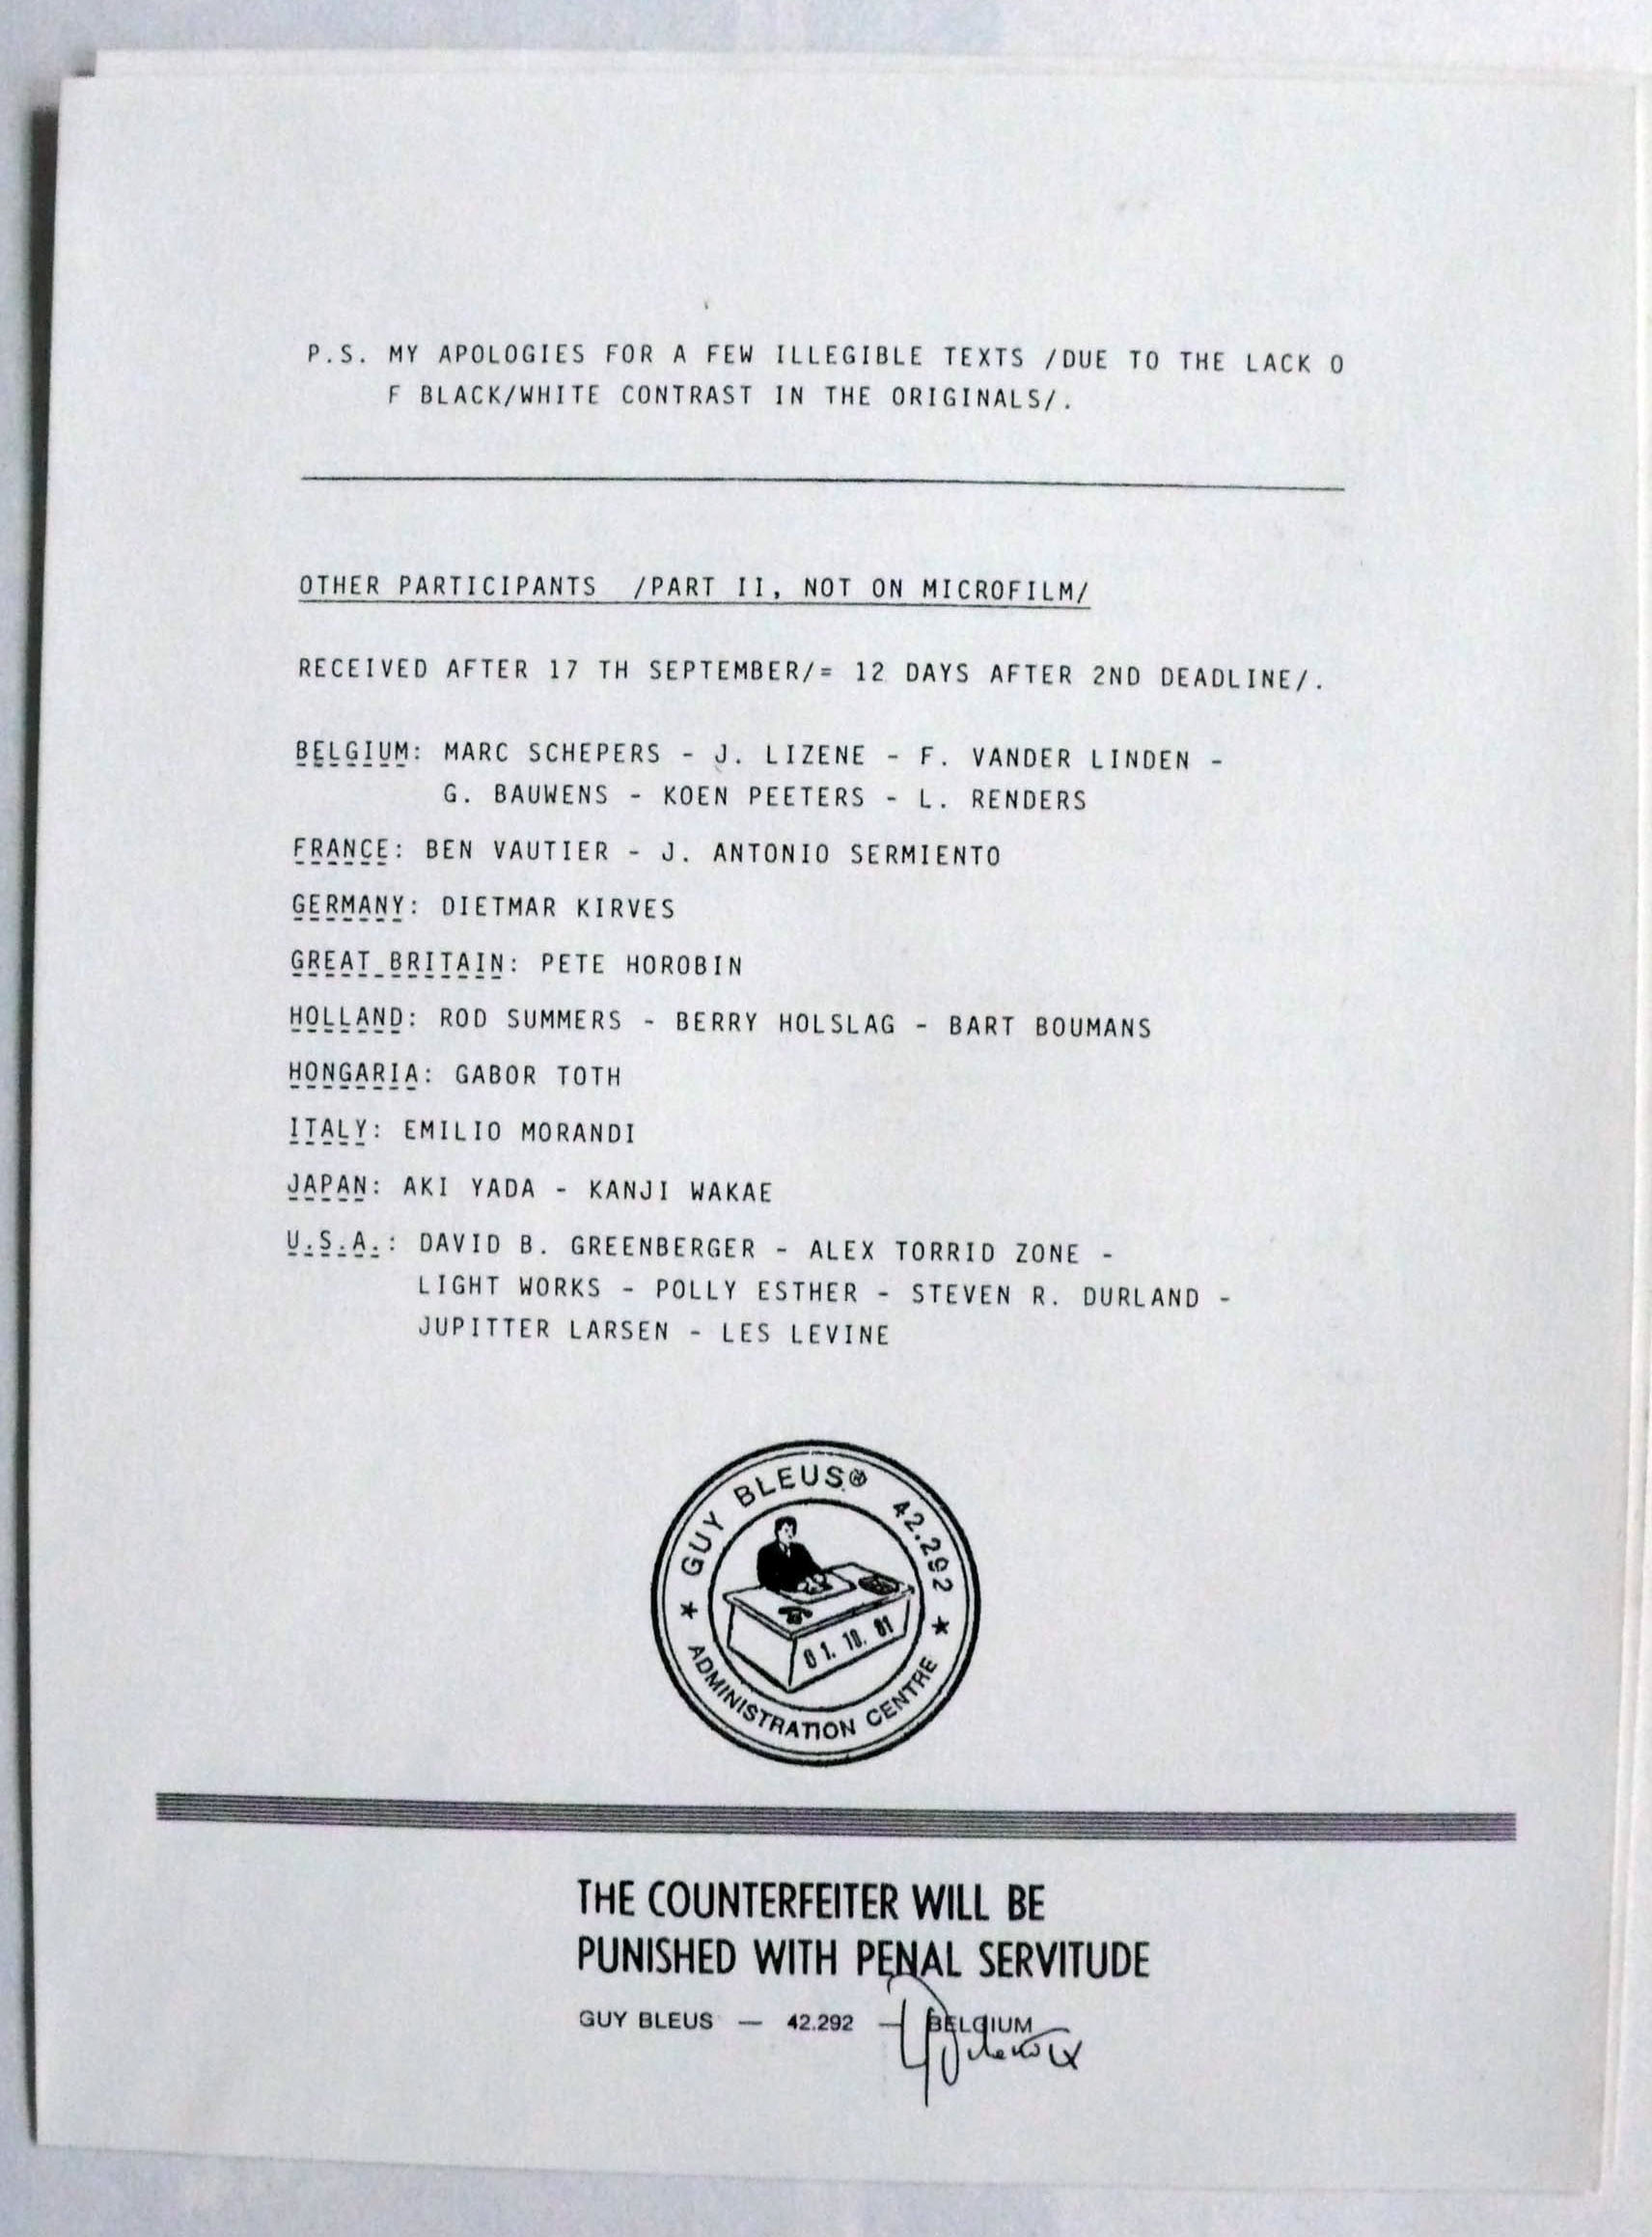 P.S. MY APOLOGIES FOR A FEW ILLEGIBLE TEXTS /DUE TO THE LACK O
F BLACK/WHITE CONTRAST IN THE ORIGINALS/.
OTHER PARTICIPANTS /PART II, NOT ON MICROFILM/
RECEIVED AFTER 17 TH SEPTEMBER/= 12 DAYS AFTER 2ND DEADLINE/.
BELGIUM: MARC SCHEPERS - J. LIZENE - F. VANDER LINDEN -
G. BAUWENS - KOEN PEETERS - L. RENDERS
FRANCE: BEN VAUTIER - J. ANTONIO SERMIENTO
GERMANY: DIETMAR KIRVES
GREAT BRITAIN: PETE HOROBIN
HOLLAND: ROD SUMMERS - BERRY HOLSLAG - BART BOUMANS
HONGARIA: GABOR TOTH
ITALY: EMILIO MORANDI
JAPAN: AKI YADA - KANJI WAKAE
U.S.A.: DAVID B. GREENBERGER - ALEX TORRID ZONE -
LIGHT WORKS - POLLY ESTHER - STEVEN R. DURLAND -
JUPITTER LARSEN - LES LEVINE
GUY BLEUS® 42.292
01. 10. 81
★ ADMINISTRATION CENTRE ★
THE COUNTERFEITER WILL BE
PUNISHED WITH PENAL SERVITUDE
GUY BLEUS — 42.292 — BELGIUM